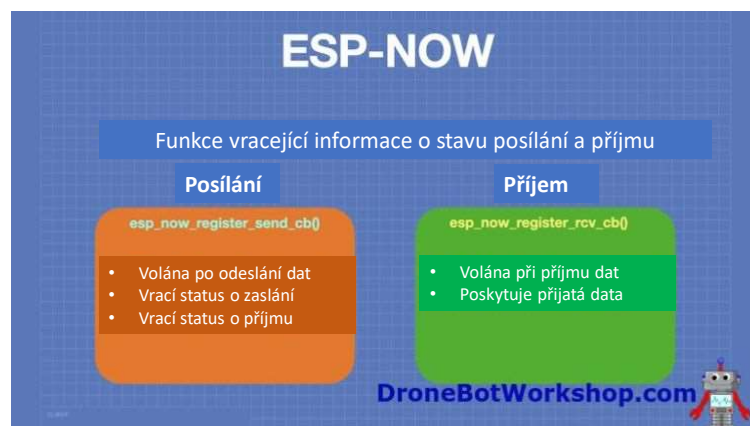 ESP-NOW
Funkce vracející informace o stavu posílání a příjmu
Posílání
esp_now_register_send_cb()
• Volána po odeslání dat
• Vrací status o zaslání
• Vrací status o příjmu
Příjem
esp_now_register_rcv_cb()
• Volána při příjmu dat
• Poskytuje přijatá data
DroneBotWorkshop.com